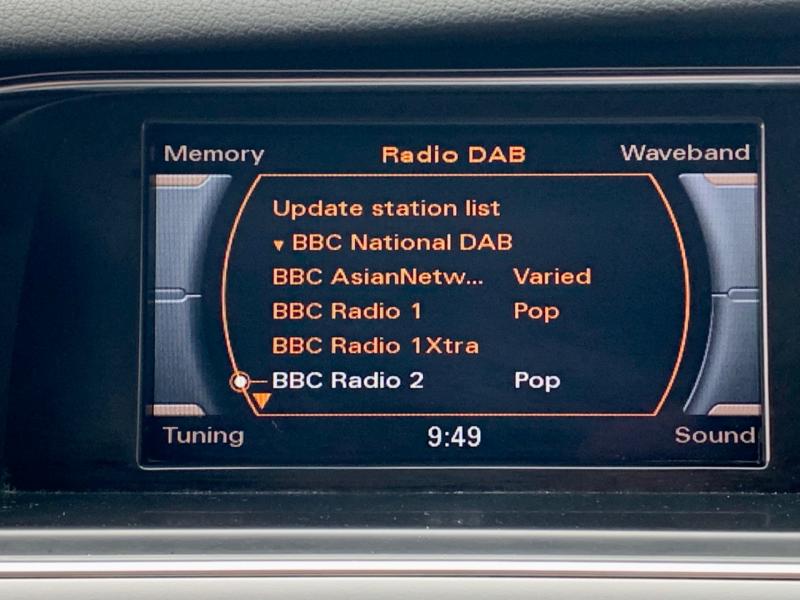 Memory Radio DAB Waveband
Update station list
▼ BBC National DAB
BBC AsianNetw... Varied
BBC Radio 1 Pop
BBC Radio 1Xtra
BBC Radio 2 Pop
Tuning 9:49 Sound